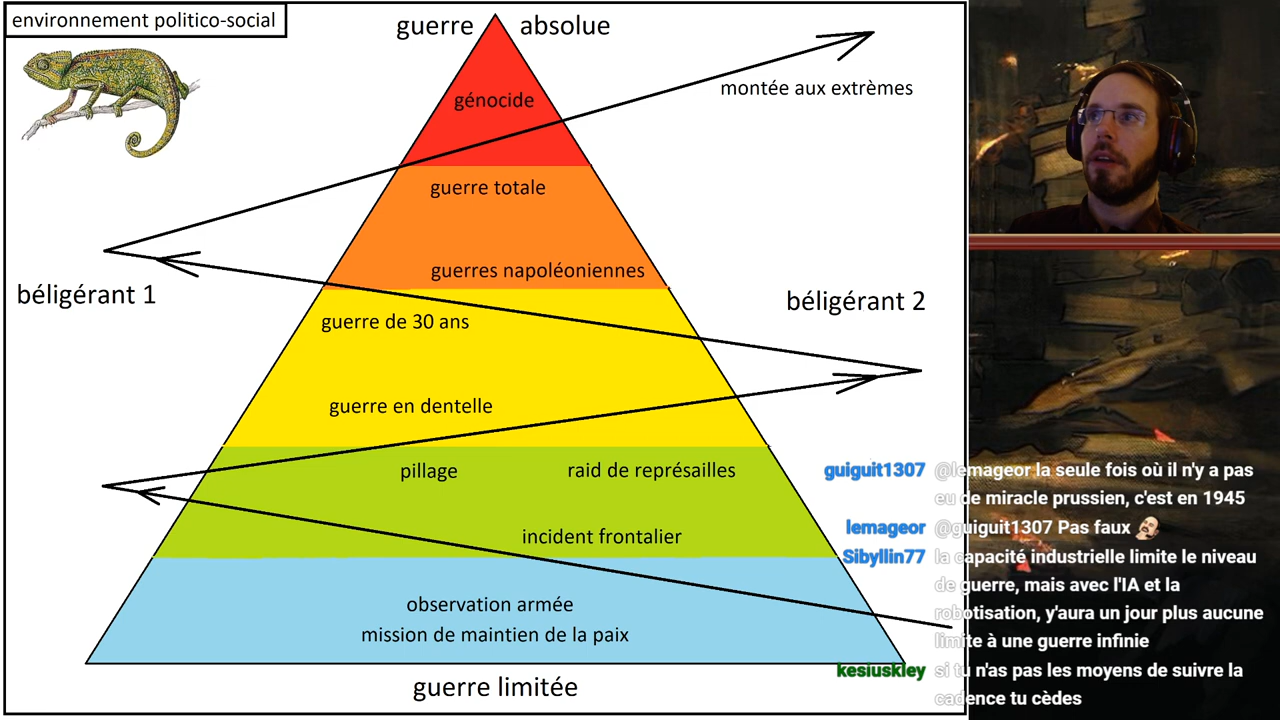 environnement politico-social
guerre absolue
génocide
montée aux extrèmes
guerre totale
guerres napoléoniennes
béligérant 1
béligérant 2
guerre de 30 ans
guerre en dentelle
pillage
raid de représailles
incident frontalier
observation armée
mission de maintien de la paix
guerre limitée
guiguit1307 @lemageor la seule fois où il n'y a pas
eu de miracle prussien, c'est en 1945
lemageor @guiguit1307 Pas faux
Sibyllin77 la capacité industrielle limite le niveau
de guerre, mais avec l'IA et la
robotisation, y'aura un jour plus aucune
limite à une guerre infinie
kesiuskley si tu n'as pas les moyens de suivre la
cadence tu cèdes